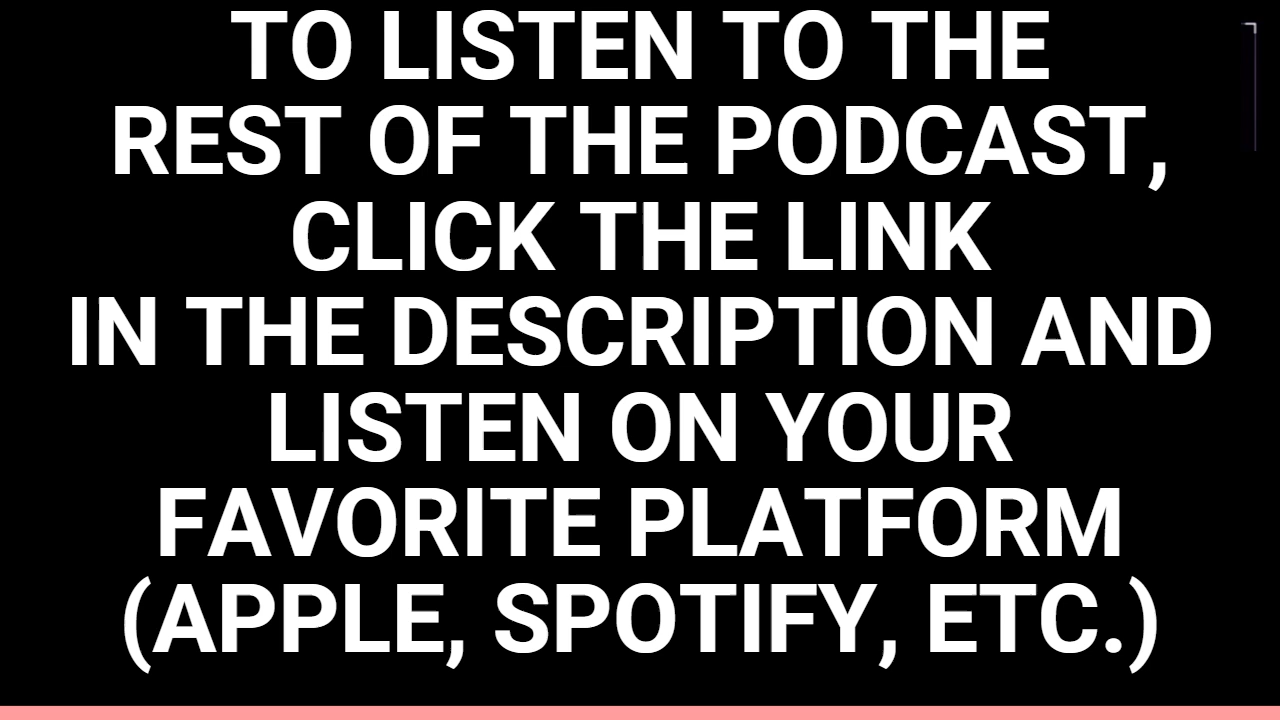 TO LISTEN TO THE
REST OF THE PODCAST,
CLICK THE LINK
IN THE DESCRIPTION AND
LISTEN ON YOUR
FAVORITE PLATFORM
(APPLE, SPOTIFY, ETC.)